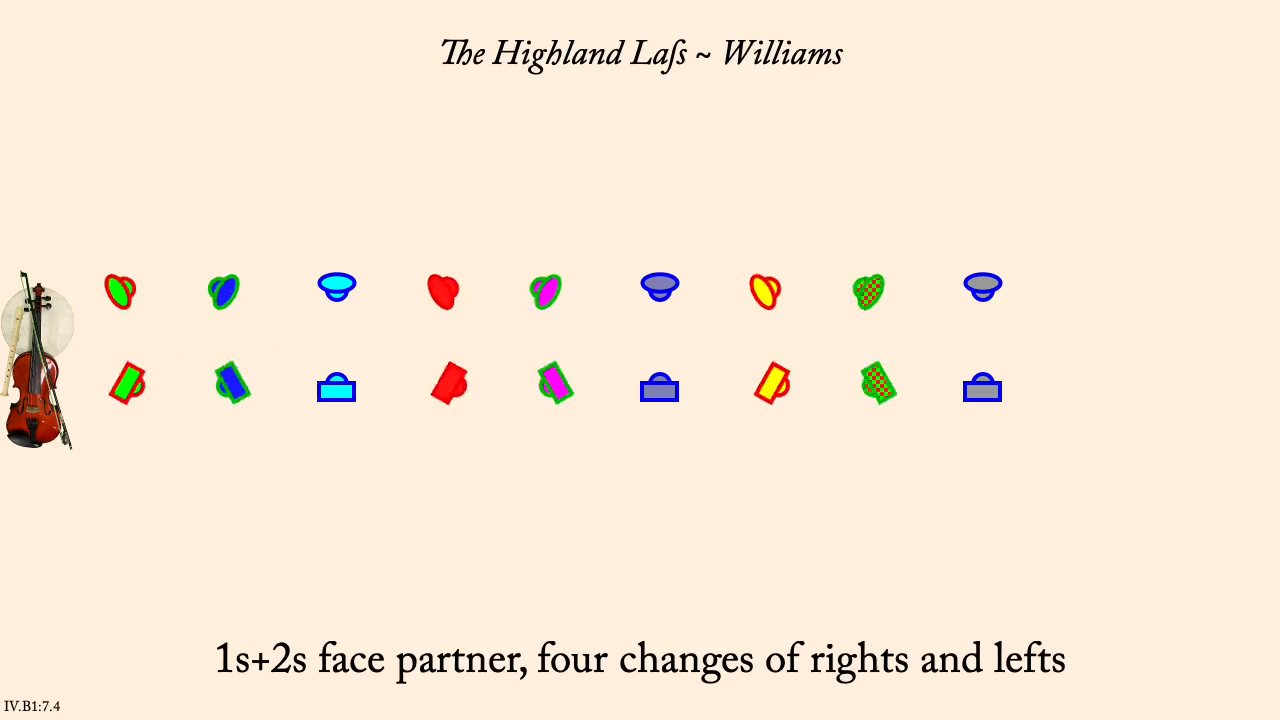 The Highland Laſs ~ Williams
1s+2s face partner, four changes of rights and lefts
IV.B1:7.4